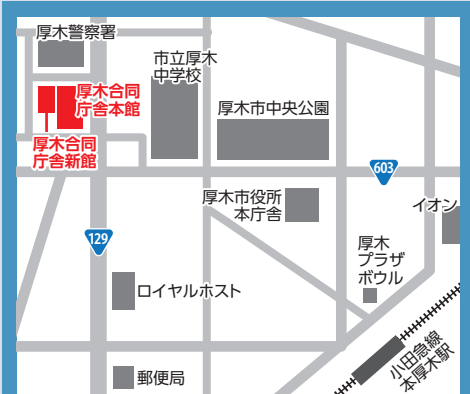 厚木警察署
市立厚木
中学校
厚木合同
庁舎本館
厚木市中央公園
厚木合同
庁舎新館
603
厚木市役所
本庁舎
イオン
129
厚木
プラザ
ボウル
ロイヤルホスト
小田急線
本厚木駅
郵便局